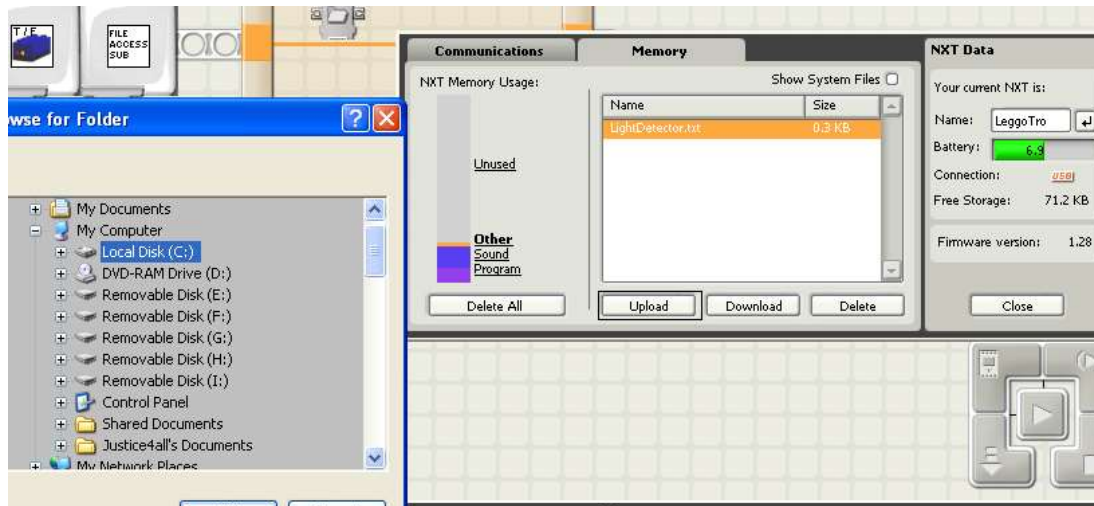 T/F
FILE
ACCESS
SUB
wse for Folder
My Documents
My Computer
Local Disk (C:)
DVD-RAM Drive (D:)
Removable Disk (E:)
Removable Disk (F:)
Removable Disk (G:)
Removable Disk (H:)
Removable Disk (I:)
Control Panel
Shared Documents
Justice4all's Documents
My Network Places
Communications
Memory
NXT Memory Usage:
Show System Files
Unused
Other
Sound
Program
Name Size
LightDetector.txt 0.3 KB
Delete All
Upload
Download
Delete
NXT Data
Your current NXT is:
Name: LeggoTro
Battery: 6.9
Connection: USB
Free Storage: 71.2 KB
Firmware version: 1.28
Close